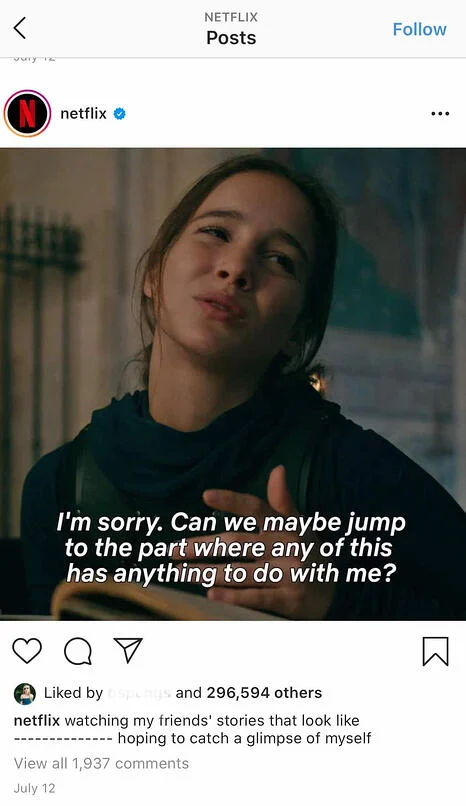 NETFLIX
Posts
Follow
July 12
netflix
I'm sorry. Can we maybe jump
to the part where any of this
has anything to do with me?
Liked by and 296,594 others
netflix watching my friends' stories that look like
-------------- hoping to catch a glimpse of myself
View all 1,937 comments
July 12